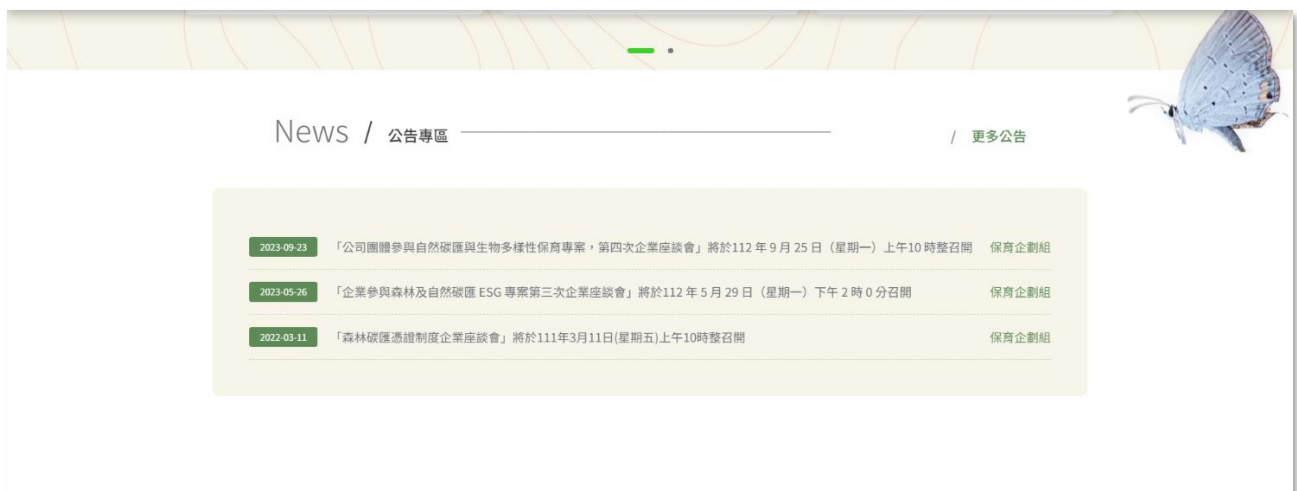 News / 公告專區
/ 更多公告
2023-09-23 「公司團體參與自然碳匯與生物多樣性保育專案，第四次企業座談會」將於112 年 9 月 25 日（星期一）上午10 時整召開 保育企劃組
2023-05-26 「企業參與森林及自然碳匯 ESG 專案第三次企業座談會」將於112 年 5 月 29 日（星期一）下午 2 時 0 分召開 保育企劃組
2022-03-11 「森林碳匯憑證制度企業座談會」將於111年3月11日(星期五)上午10時整召開 保育企劃組